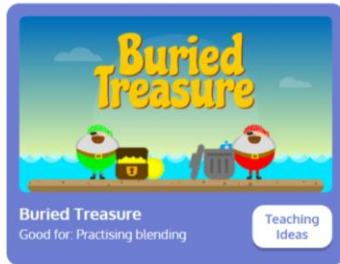 Buried
Treasure
Buried Treasure
Good for: Practising blending
Teaching
Ideas